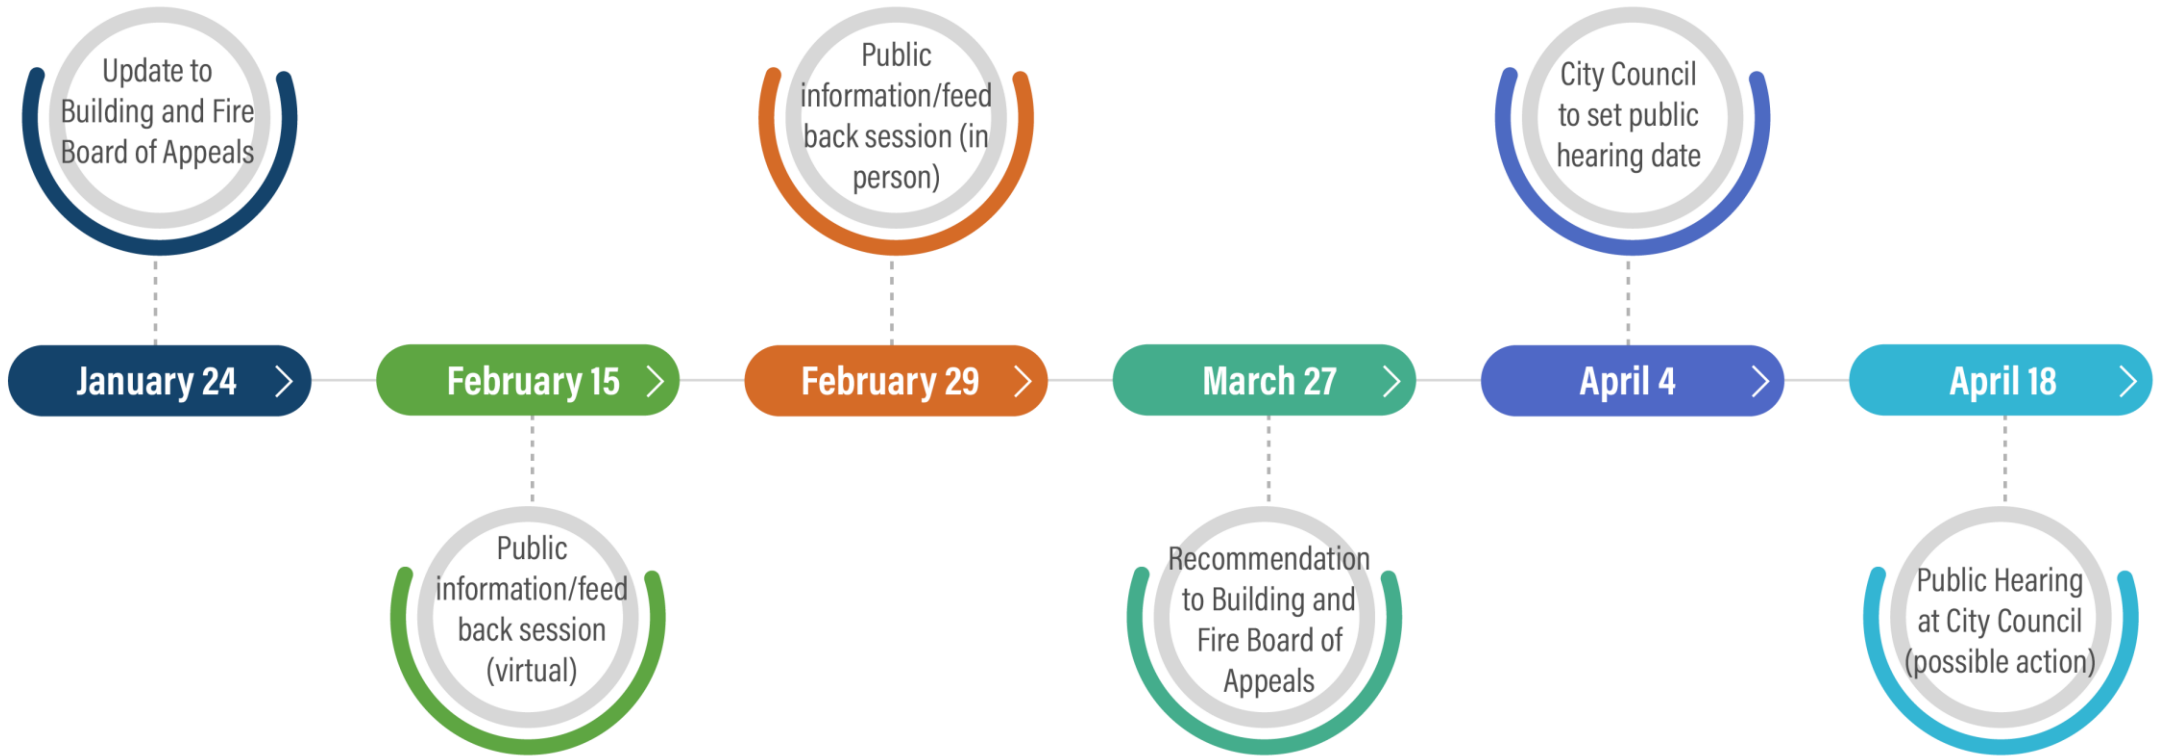 Update to
Building and Fire
Board of Appeals
January 24
February 15
Public
information/feed
back session
(virtual)
Public
information/feed
back session (in
person)
February 29
March 27
Recommendation
to Building and
Fire Board of
Appeals
City Council
to set public
hearing date
April 4
April 18
Public Hearing
at City Council
(possible action)